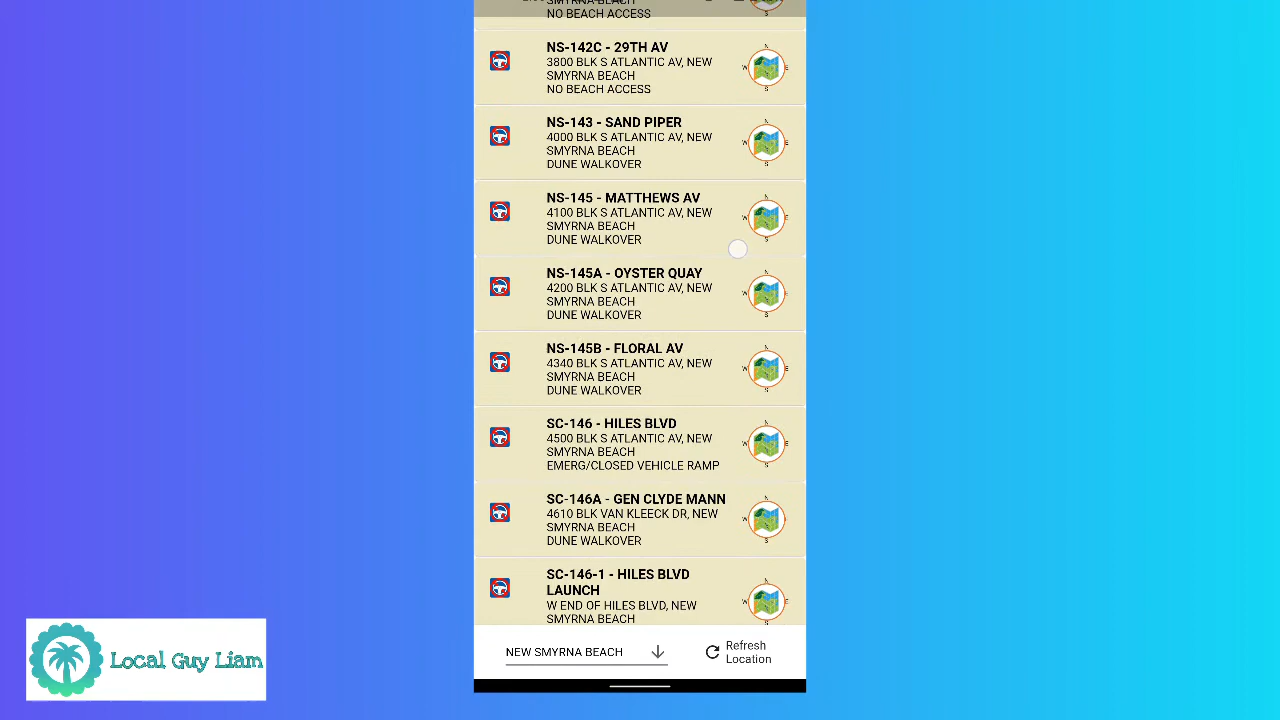 SMYRNA BEACH
NO BEACH ACCESS
NS-142C - 29TH AV
3800 BLK S ATLANTIC AV, NEW
SMYRNA BEACH
NO BEACH ACCESS
N
W E
S
NS-143 - SAND PIPER
4000 BLK S ATLANTIC AV, NEW
SMYRNA BEACH
DUNE WALKOVER
N
W E
S
NS-145 - MATTHEWS AV
4100 BLK S ATLANTIC AV, NEW
SMYRNA BEACH
DUNE WALKOVER
N
W E
S
NS-145A - OYSTER QUAY
4200 BLK S ATLANTIC AV, NEW
SMYRNA BEACH
DUNE WALKOVER
N
W E
S
NS-145B - FLORAL AV
4340 BLK S ATLANTIC AV, NEW
SMYRNA BEACH
DUNE WALKOVER
N
W E
S
SC-146 - HILES BLVD
4500 BLK S ATLANTIC AV, NEW
SMYRNA BEACH
EMERG/CLOSED VEHICLE RAMP
N
W E
S
SC-146A - GEN CLYDE MANN
4610 BLK VAN KLEECK DR, NEW
SMYRNA BEACH
DUNE WALKOVER
N
W E
S
SC-146-1 - HILES BLVD
LAUNCH
W END OF HILES BLVD, NEW
SMYRNA BEACH
N
W E
S
NEW SMYRNA BEACH
Refresh
Location
Local Guy Liam